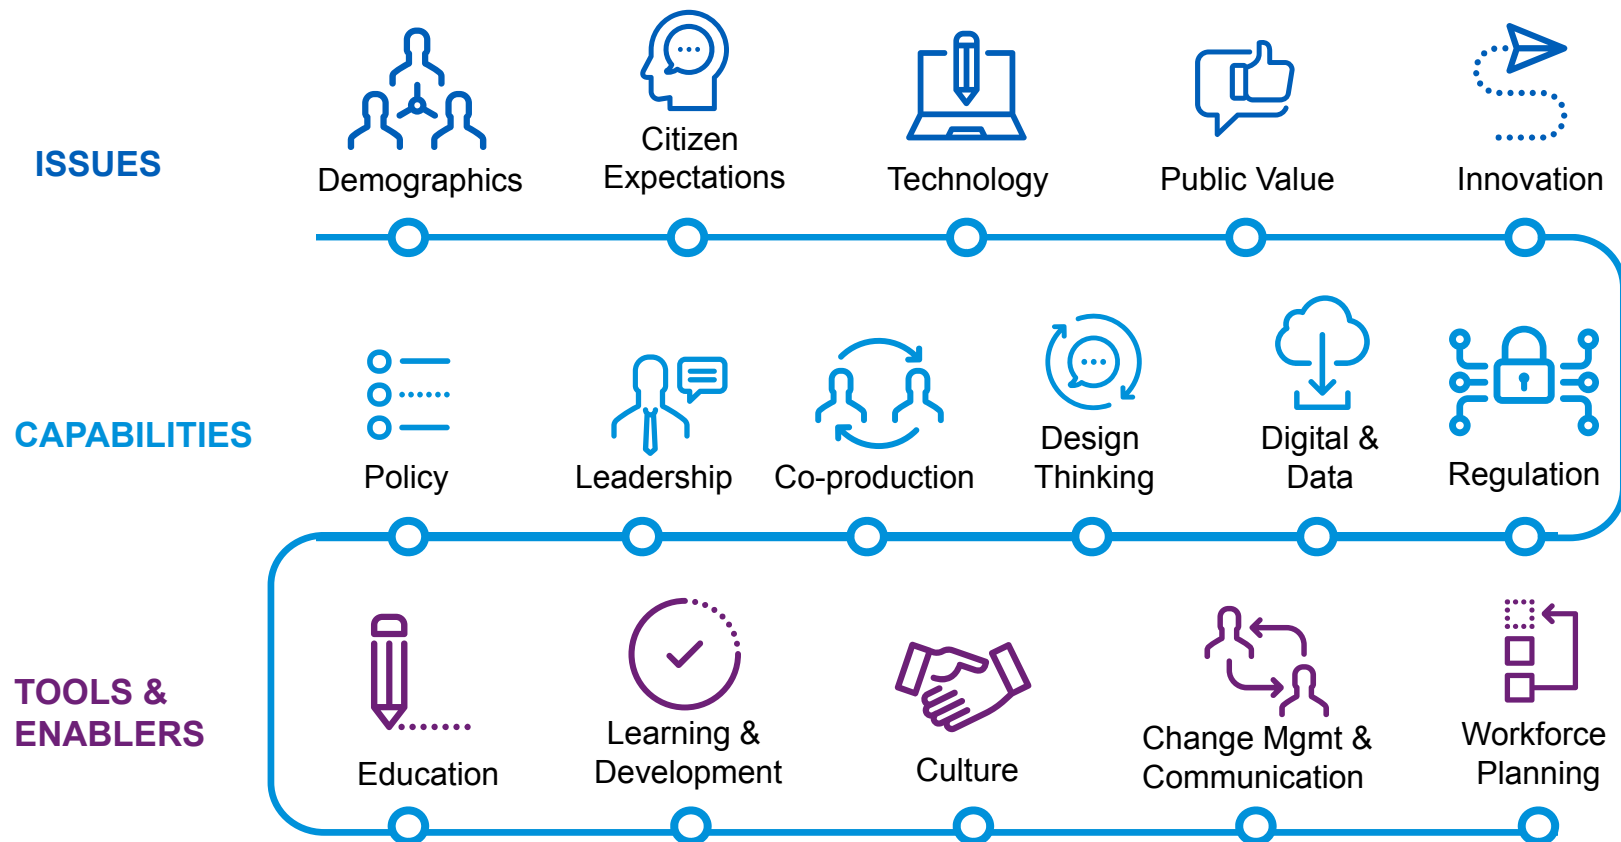 ISSUES
Demographics
Citizen
Expectations
Technology
Public Value
Innovation
CAPABILITIES
Policy
Leadership
Co-production
Design
Thinking
Digital &
Data
Regulation
TOOLS &
ENABLERS
Education
Learning &
Development
Culture
Change Mgmt &
Communication
Workforce
Planning